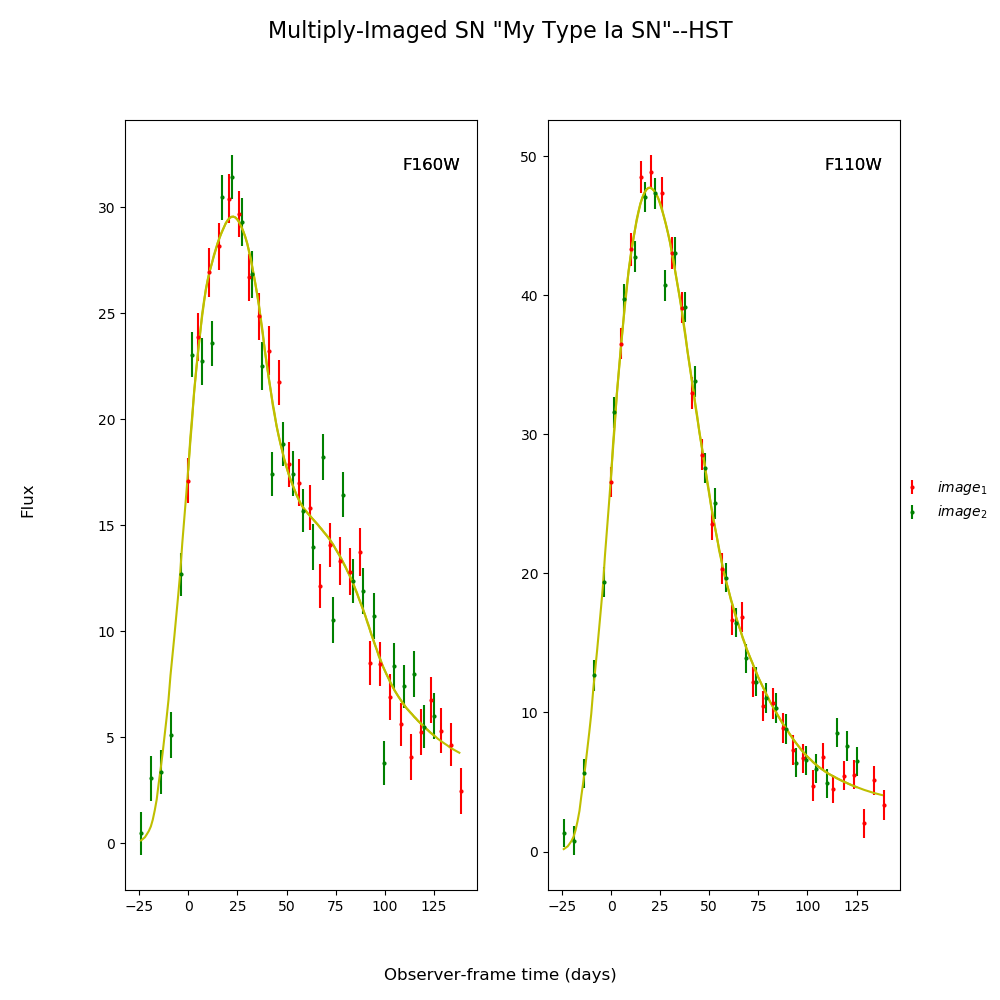 Multiply-Imaged SN "My Type Ia SN"--HST
F160W
F110W
Flux
30
25
20
15
10
5
0
50
40
30
20
10
0
image1
image2
−25 0 25 50 75 100 125
−25 0 25 50 75 100 125
Observer-frame time (days)